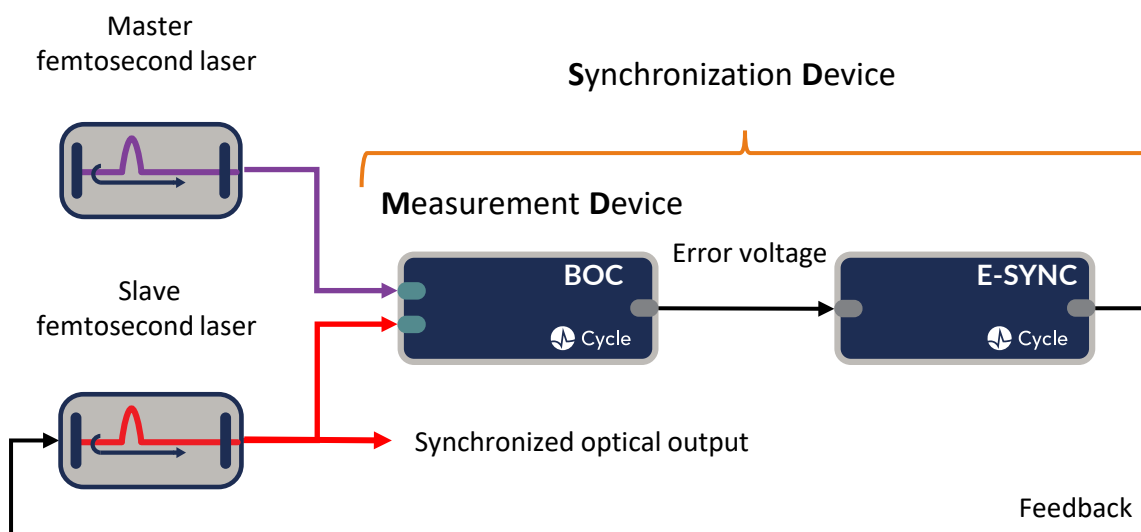 Master
femtosecond laser
Synchronization Device
Measurement Device
Error voltage
BOC
Cycle
E-SYNC
Cycle
Slave
femtosecond laser
Synchronized optical output
Feedback